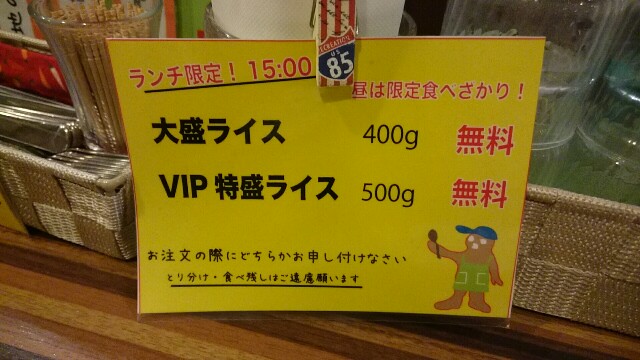 ランチ限定！15:00
昼は限定食べざかり！
大盛ライス 400g 無料
VIP 特盛ライス 500g 無料
お注文の際にどちらかお申し付けなさい
とり分け・食べ残しはご遠慮願います
U.S
85